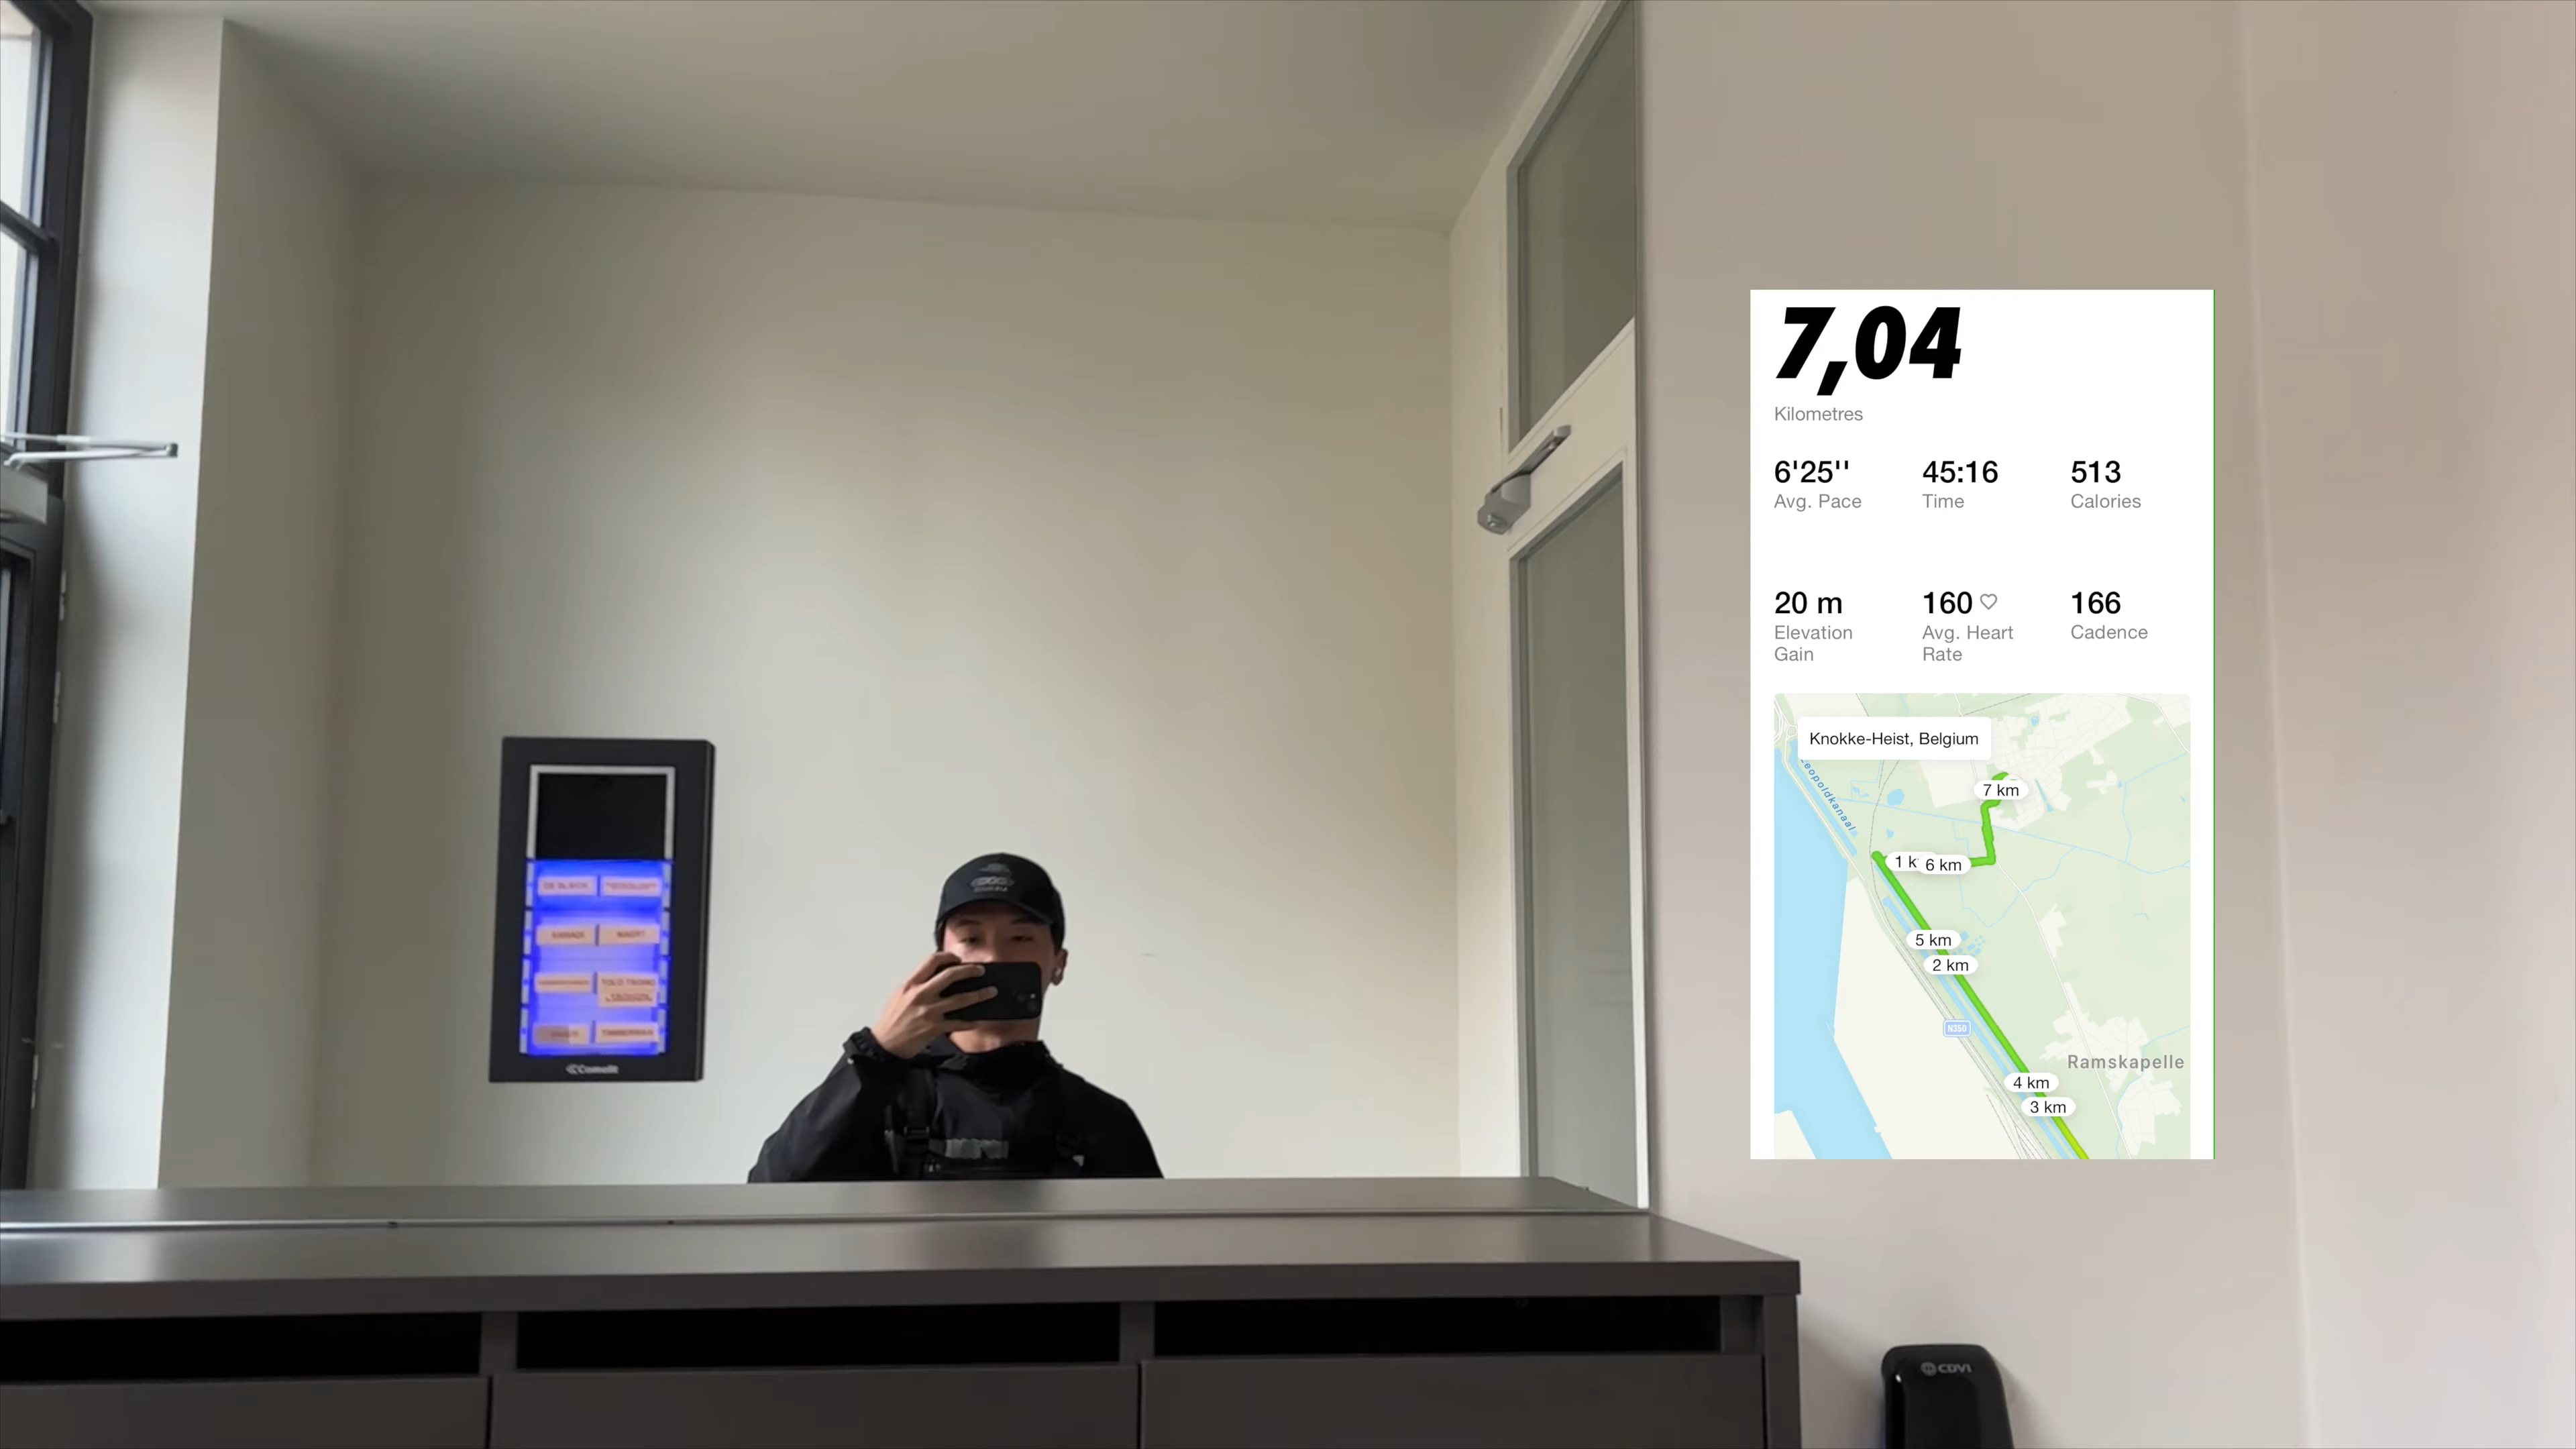 7,04
Kilometres
6'25'' 45:16 513
Avg. Pace Time Calories
20 m 160 166
Elevation Gain Avg. Heart Rate Cadence
Knokke-Heist, Belgium
eopoldkanaal
7 km
1 k 6 km
5 km
2 km
N350
Ramskapelle
4 km
3 km
Comelit
CDVI